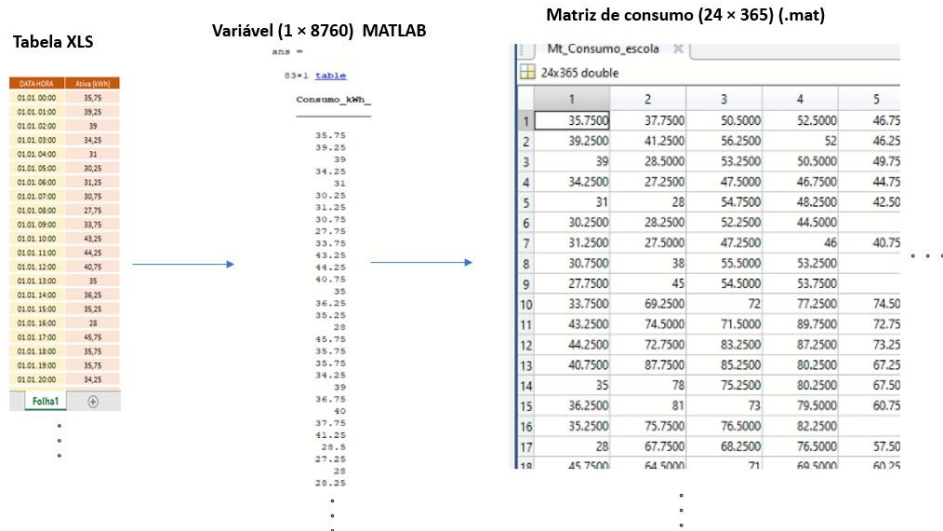 Tabela XLS
DATA HORA Ativa (kWh)
01.01. 00:00 35,75
01.01. 01:00 39,25
01.01. 02:00 39
01.01. 03:00 34,25
01.01. 04:00 31
01.01. 05:00 30,25
01.01. 06:00 31,25
01.01. 07:00 30,75
01.01. 08:00 27,75
01.01. 09:00 33,75
01.01. 10:00 43,25
01.01. 11:00 44,25
01.01. 12:00 40,75
01.01. 13:00 35
01.01. 14:00 36,25
01.01. 15:00 35,25
01.01. 16:00 28
01.01. 17:00 45,75
01.01. 18:00 35,75
01.01. 19:00 35,75
01.01. 20:00 34,25
Folha1
Variável (1 × 8760) MATLAB
ans =
83×1 table
Consumo_kWh_
35.75
39.25
39
34.25
31
30.25
31.25
30.75
27.75
33.75
43.25
44.25
40.75
35
36.25
35.25
28
45.75
35.75
35.75
34.25
39
36.75
40
37.75
41.25
28.5
27.25
28
28.25
Matriz de consumo (24 × 365) (.mat)
Mt_Consumo_escola
24x365 double
1 2 3 4 5
1 35.7500 37.7500 50.5000 52.5000 46.75
2 39.2500 41.2500 56.2500 52 46.25
3 39 28.5000 53.2500 50.5000 49.75
4 34.2500 27.2500 47.5000 46.7500 44.75
5 31 28 54.7500 48.2500 42.50
6 30.2500 28.2500 52.2500 44.5000
7 31.2500 27.5000 47.2500 46 40.75
8 30.7500 38 55.5000 53.2500
9 27.7500 45 54.5000 53.7500
10 33.7500 69.2500 72 77.2500 74.50
11 43.2500 74.5000 71.5000 89.7500 72.75
12 44.2500 72.7500 83.2500 87.2500 73.25
13 40.7500 87.7500 85.2500 80.2500 67.25
14 35 78 75.2500 80.2500 67.50
15 36.2500 81 73 79.5000 60.75
16 35.2500 75.7500 76.5000 82.2500
17 28 67.7500 68.2500 76.5000 57.50
18 45.7500 64.5000 71 69.5000 60.25